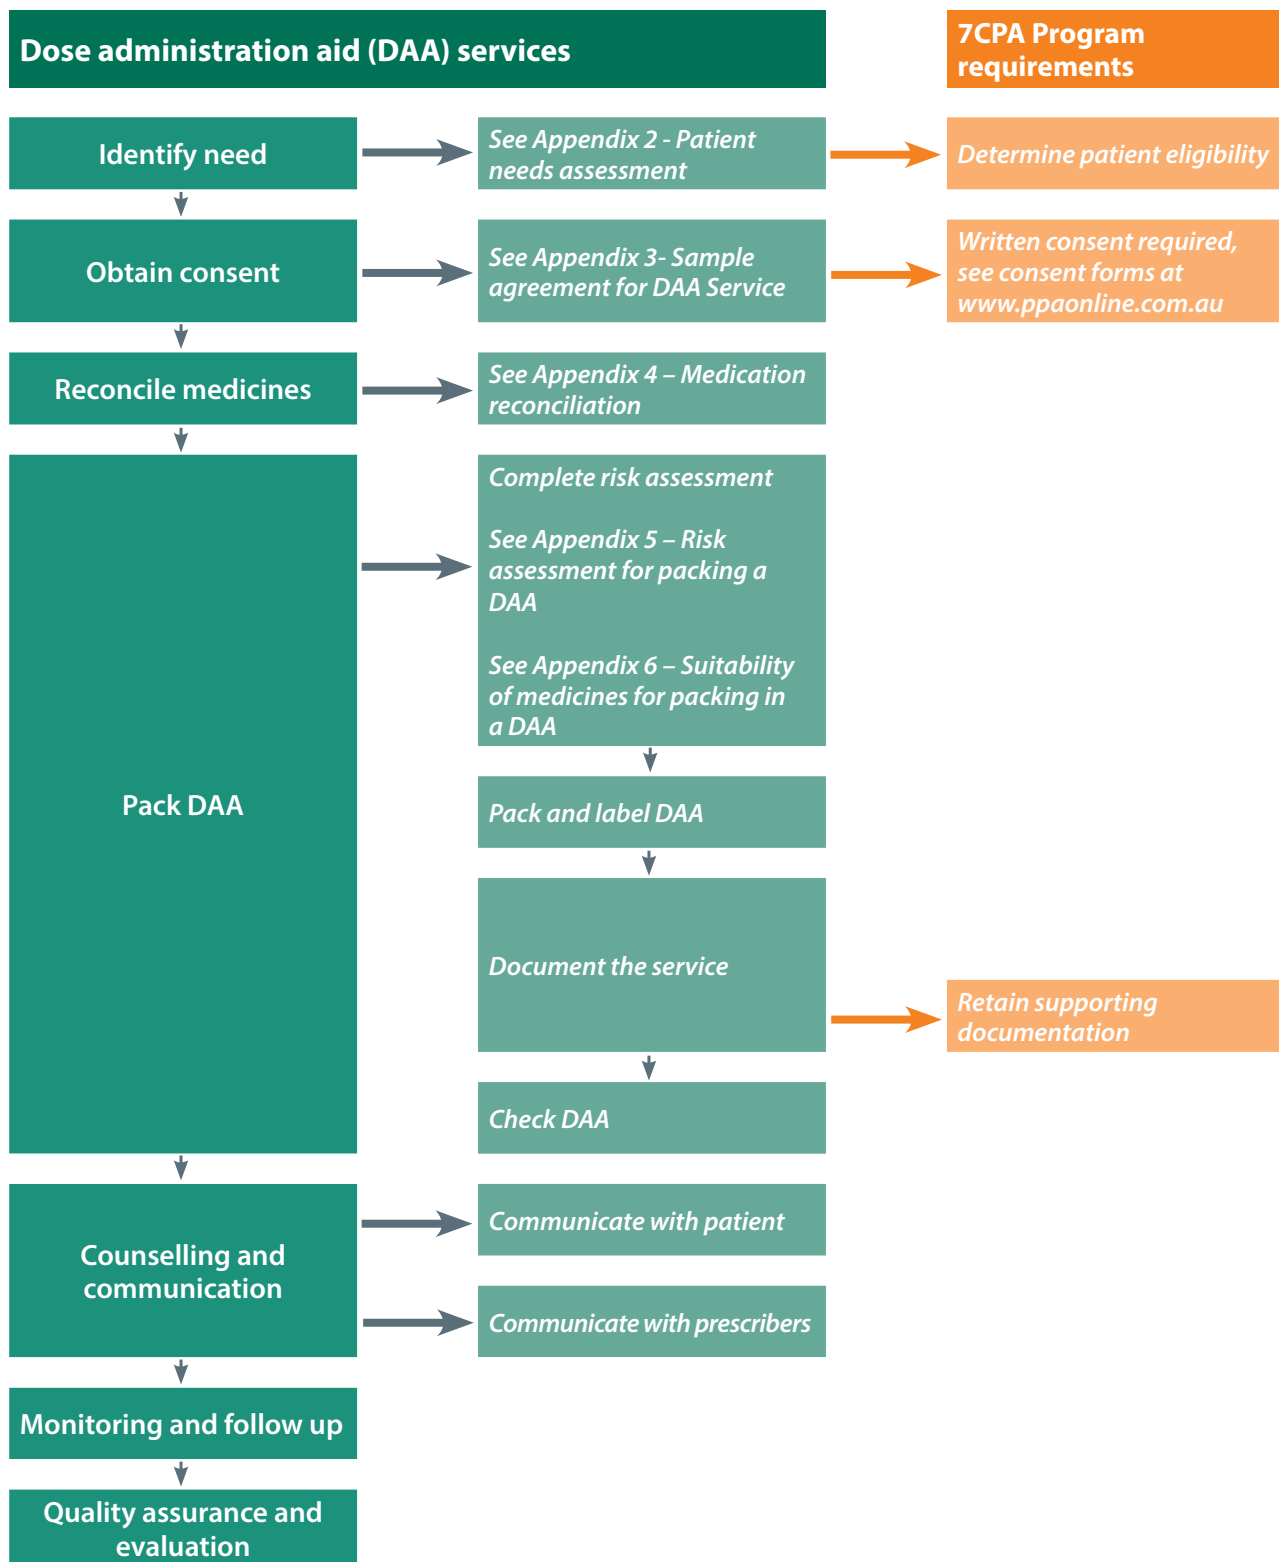 Dose administration aid (DAA) services
7CPA Program
requirements
Identify need
See Appendix 2 - Patient
needs assessment
Determine patient eligibility
Obtain consent
See Appendix 3- Sample
agreement for DAA Service
Written consent required,
see consent forms at
www.ppaonline.com.au
Reconcile medicines
See Appendix 4 – Medication
reconciliation
Pack DAA
Complete risk assessment
See Appendix 5 – Risk
assessment for packing a
DAA
See Appendix 6 – Suitability
of medicines for packing in
a DAA
Pack and label DAA
Document the service
Retain supporting
documentation
Check DAA
Counselling and
communication
Communicate with patient
Communicate with prescribers
Monitoring and follow up
Quality assurance and
evaluation